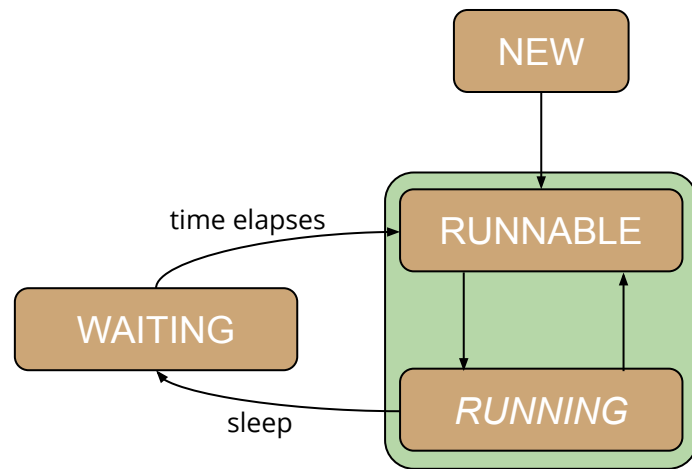 NEW
time elapses
RUNNABLE
WAITING
RUNNING
sleep